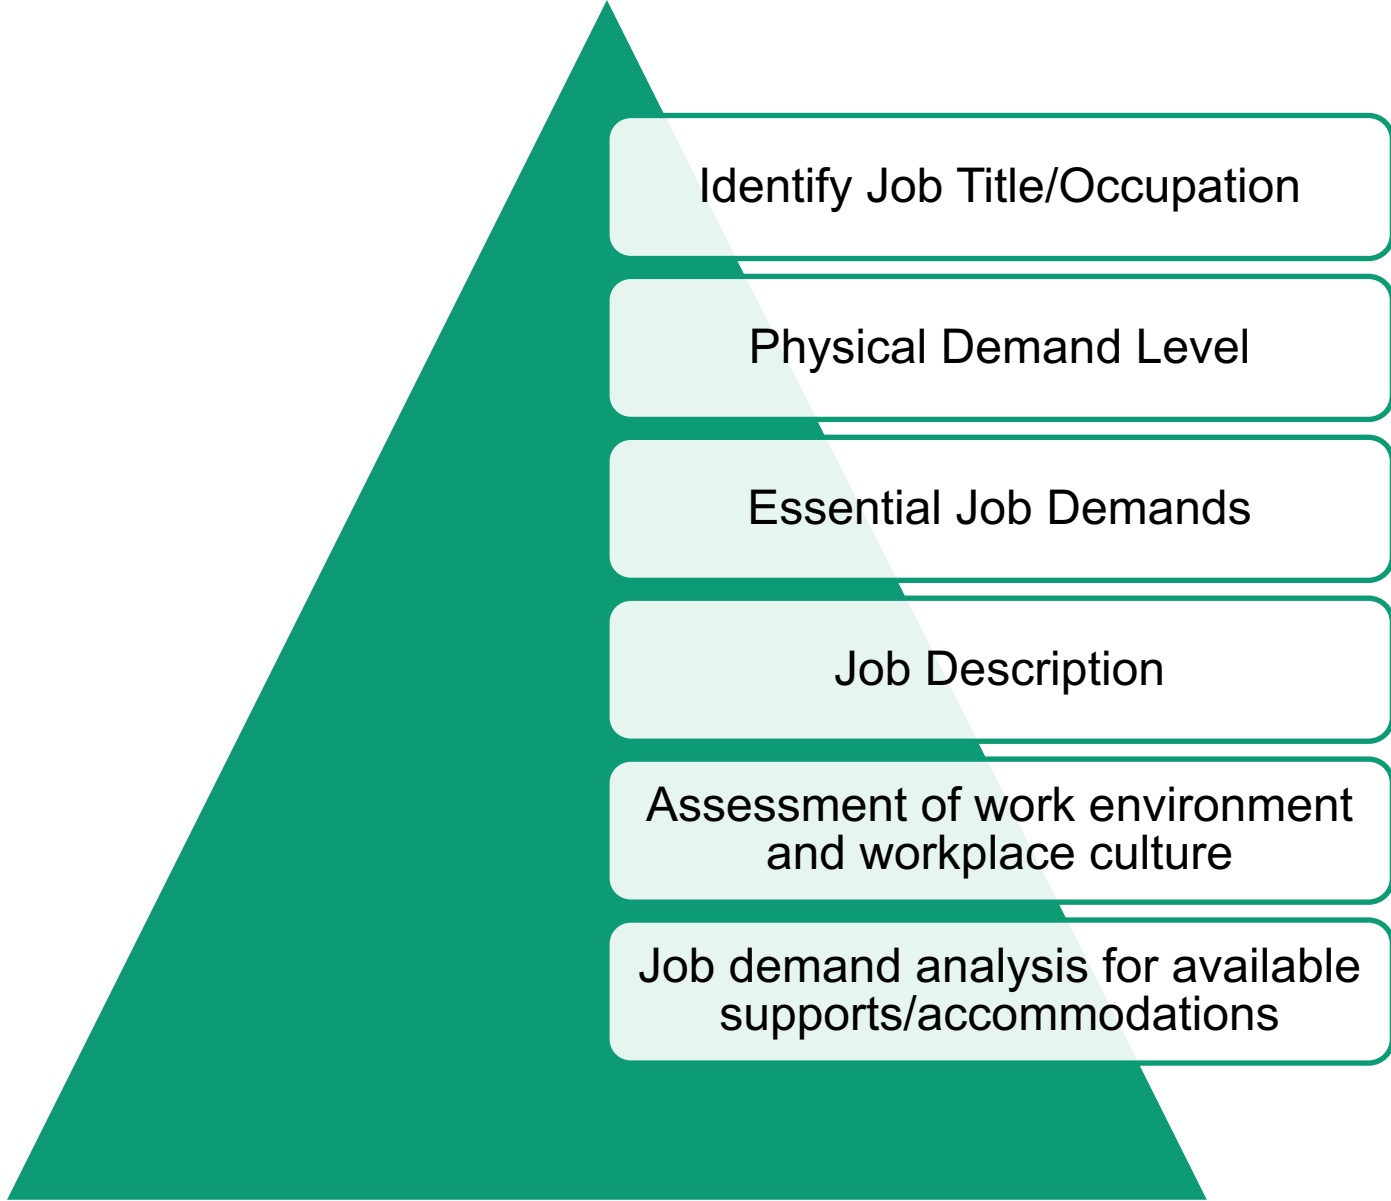 Identify Job Title/Occupation
Physical Demand Level
Essential Job Demands
Job Description
Assessment of work environment
and workplace culture
Job demand analysis for available
supports/accommodations